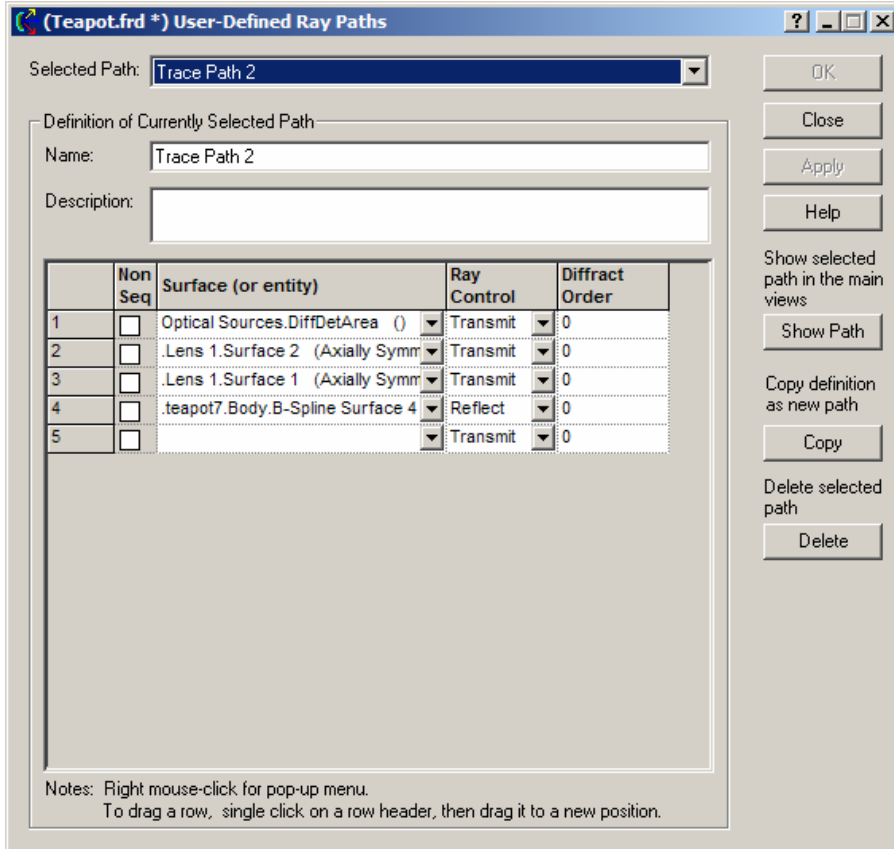 (Teapot.frd *) User-Defined Ray Paths
Selected Path: Trace Path 2
OK
Close
Apply
Help
Definition of Currently Selected Path
Name: Trace Path 2
Description:
Non Seq Surface (or entity) Ray Control Diffract Order
1 Optical Sources.DiffDetArea () Transmit 0
2 .Lens 1.Surface 2 (Axially Symm Transmit 0
3 .Lens 1.Surface 1 (Axially Symm Transmit 0
4 .teapot7.Body.B-Spline Surface 4 Reflect 0
5 Transmit 0
Show selected
path in the main
views
Show Path
Copy definition
as new path
Copy
Delete selected
path
Delete
Notes: Right mouse-click for pop-up menu.
To drag a row, single click on a row header, then drag it to a new position.